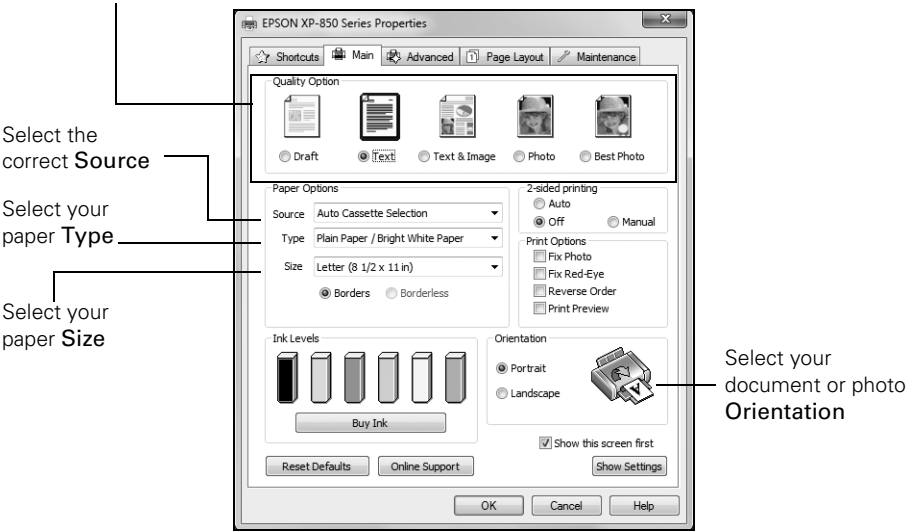 EPSON XP-850 Series Properties
Shortcuts Main Advanced 1 Page Layout Maintenance
Quality Option
Draft Text Text & Image Photo Best Photo
Select the
correct Source
Select your
paper Type
Select your
paper Size
Paper Options
Source Auto Cassette Selection
Type Plain Paper / Bright White Paper
Size Letter (8 1/2 x 11 in)
Borders Borderless
2-sided printing
Auto
Off Manual
Print Options
Fix Photo
Fix Red-Eye
Reverse Order
Print Preview
Ink Levels
Buy Ink
Orientation
Portrait
Landscape
A
Select your
document or photo
Orientation
Show this screen first
Reset Defaults Online Support Show Settings
OK Cancel Help